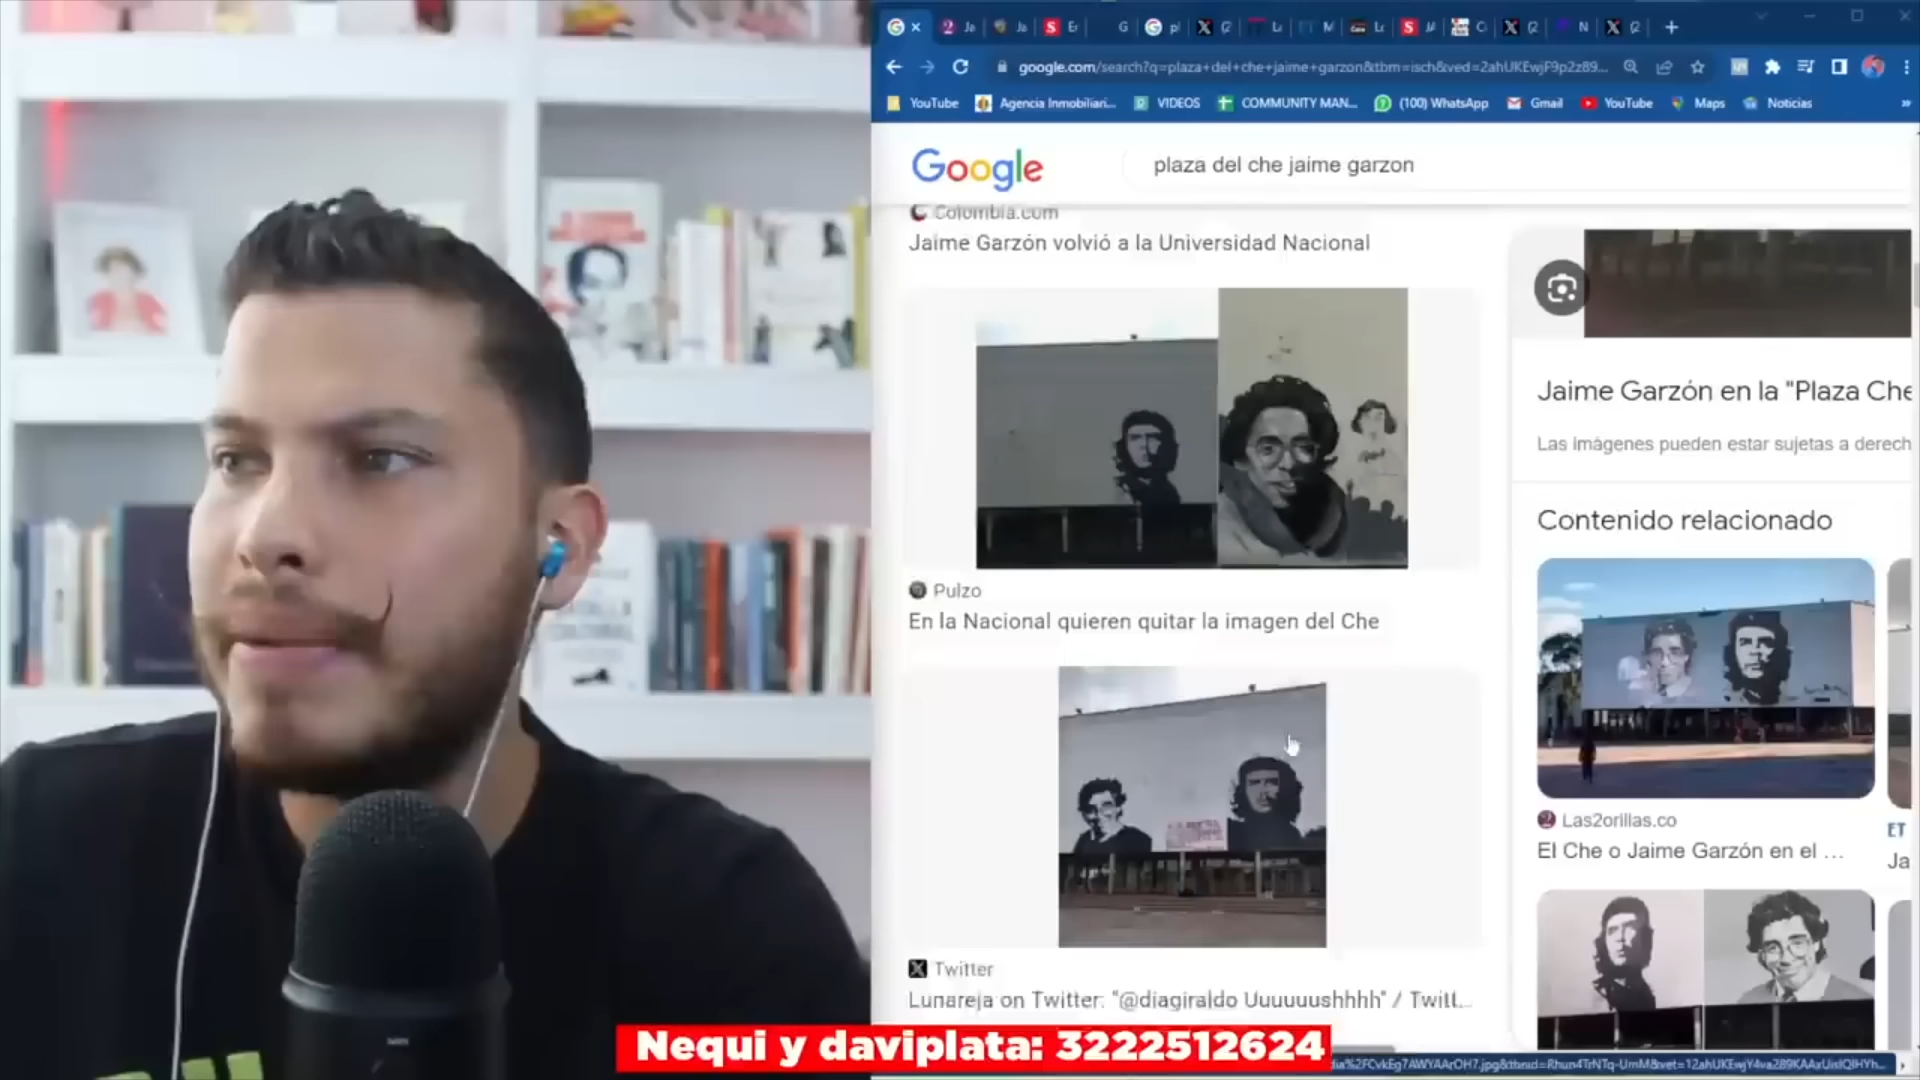 google.com/search?q=plaza+del+che+jaime+garzon&tbm=isch&ved=2ahUKEwjF9p2z89...
YouTube
Agencia Inmobiliari...
VIDEOS
COMMUNITY MAN...
(100) WhatsApp
Gmail
YouTube
Maps
Noticias
»
Google
plaza del che jaime garzon
Colombia.com
Jaime Garzón volvió a la Universidad Nacional
Pulzo
En la Nacional quieren quitar la imagen del Che
Twitter
Lunareja on Twitter: "@diagiraldo Uuuuuushhhh" / Twitt...
Jaime Garzón en la "Plaza Che
Las imágenes pueden estar sujetas a derech
Contenido relacionado
Las2orillas.co
El Che o Jaime Garzón en el ...
ET
Ja
Nequi y daviplata: 3222512624